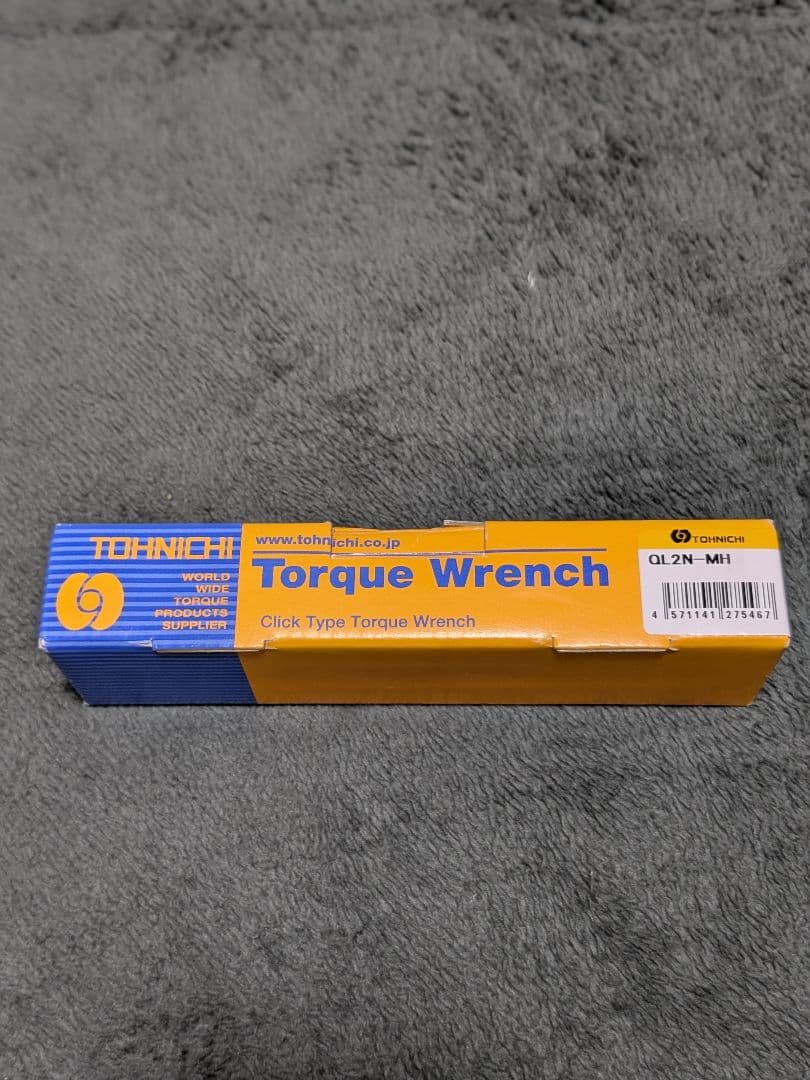 TOHNICHI
WORLD
WIDE
TORQUE
PRODUCTS
SUPPLIER
www.tohnichi.co.jp
Torque Wrench
Click Type Torque Wrench
TOHNICHI
QL2N-MH
4 571141 275467